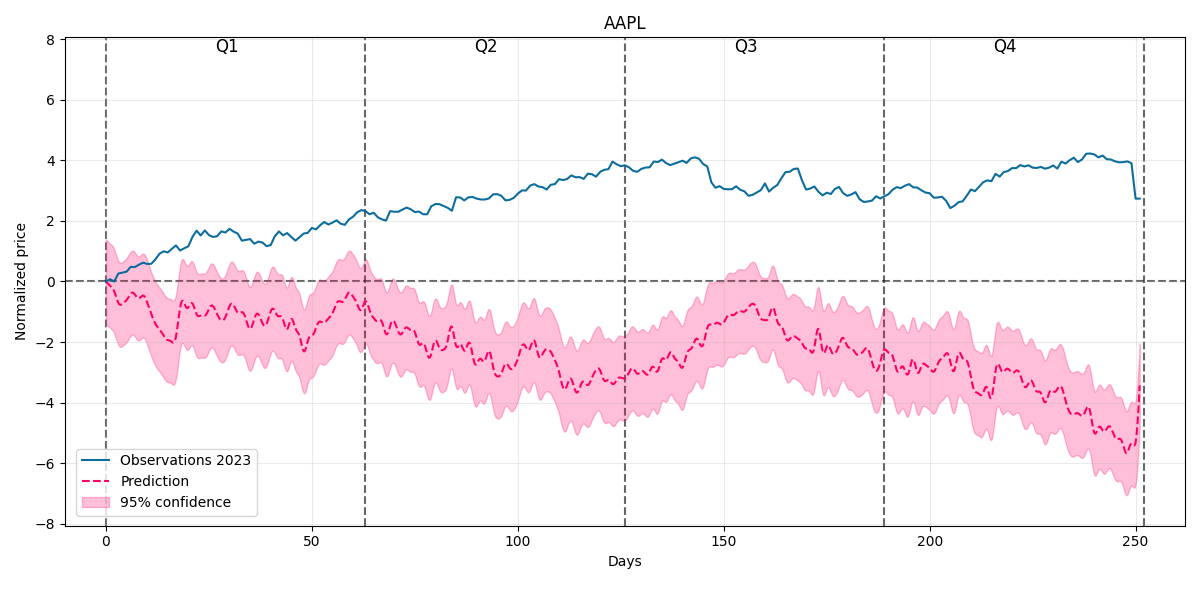 AAPL
Q1 Q2 Q3 Q4
Normalized price
8
6
4
2
0
−2
−4
−6
−8
Observations 2023
Prediction
95% confidence
0 50 100 150 200 250
Days